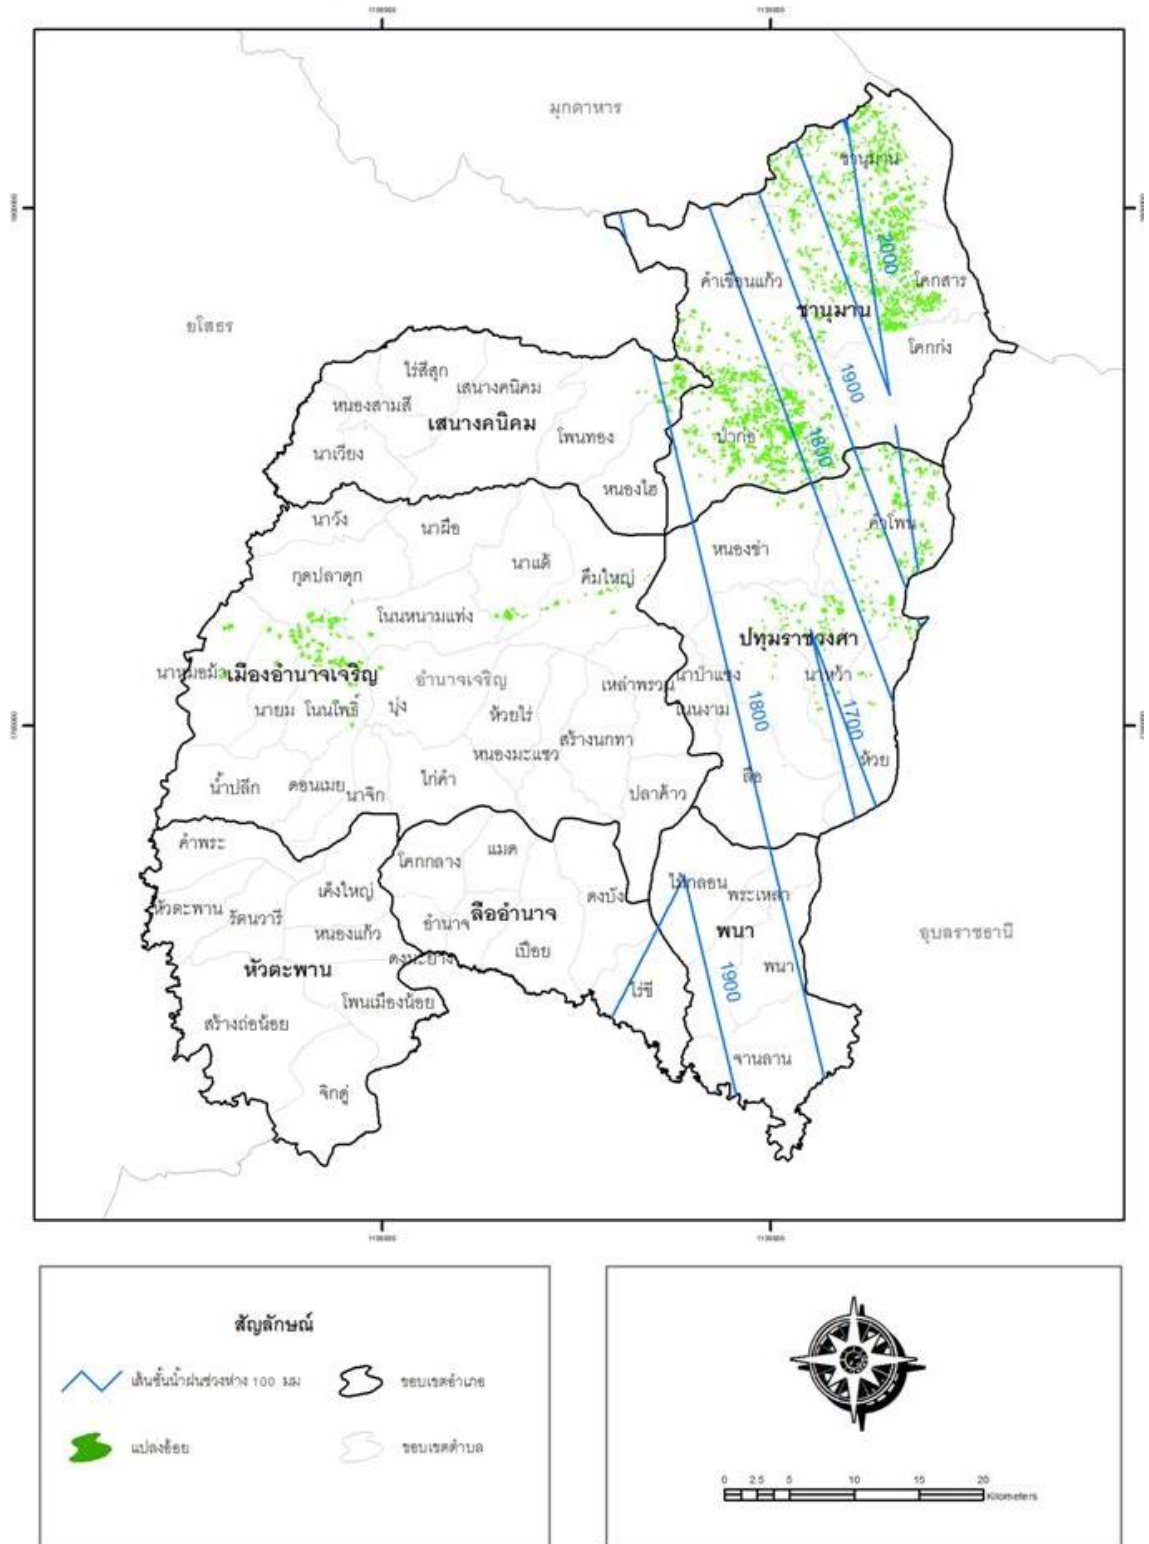 มุกดาหาร
ชานุมาน
2000
คำเขื่อนแก้ว
โคกสาร
ชานุมาน
ยโสธร
โคกก่ง
ไร่สีสุก
เสนางคนิคม
1900
หนองสามสี
เสนางคนิคม
โพนทอง
ป่าก่อ
1800
นาเวียง
หนองไฮ
นาวัง
นาผือ
คำโพน
หนองข่า
นาแต้
กุดปลาดุก
คึมใหญ่
โนนหนามแท่ง
ปทุมราชวงศา
นาหมอม้า
เมืองอำนาจเจริญ
อำนาจเจริญ
เหล่าพรวน
นาป่าแซง
นาหว้า
นายม
โนนโพธิ์
บุ่ง
ห้วยไร่
โนนงาม
1800
1700
สร้างนกทา
หนองมะแซว
ห้วย
น้ำปลีก
ดอนเมย
นาจิก
ไก่คำ
ปลาค้าว
ลือ
คำพระ
โคกกลาง
แมด
เค็งใหญ่
ดงบัง
ไม้กลอน
พระเหลา
หัวตะพาน
รัตนวารี
อำนาจ
ลืออำนาจ
หนองแก้ว
พนา
อุบลราชธานี
เปือย
ดงมะยาง
หัวตะพาน
พนา
1900
ไร่ขี
โพนเมืองน้อย
สร้างถ่อน้อย
จานลาน
จิกดู่
สัญลักษณ์
เส้นชั้นน้ำฝนช่วงห่าง 100 มม
ขอบเขตอำเภอ
แปลงอ้อย
ขอบเขตตำบล
0 2.5 5 10 15 20
Kilometers